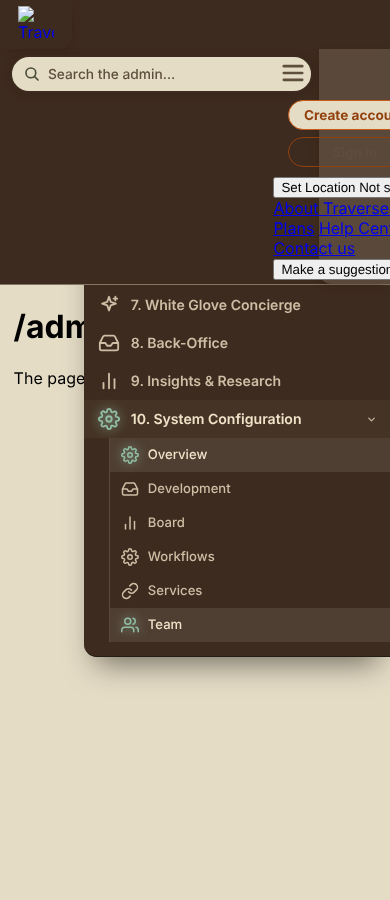 Trave
Search the admin...
Create accou
Sign in
Set Location Not s
About Traverse
Plans Help Cen
Contact us
Make a suggestion
/adm
The page
7. White Glove Concierge
8. Back-Office
9. Insights & Research
10. System Configuration
Overview
Development
Board
Workflows
Services
Team